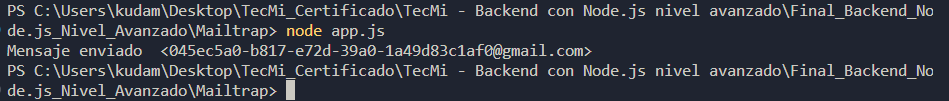 PS C:\Users\kudam\Desktop\TecMi_Certificado\TecMi - Backend con Node.js nivel avanzado\Final_Backend_No
de.js_Nivel_Avanzado\Mailtrap> node app.js
Mensaje enviado  <045ec5a0-b817-e72d-39a0-1a49d83c1af0@gmail.com>
PS C:\Users\kudam\Desktop\TecMi_Certificado\TecMi - Backend con Node.js nivel avanzado\Final_Backend_No
de.js_Nivel_Avanzado\Mailtrap>